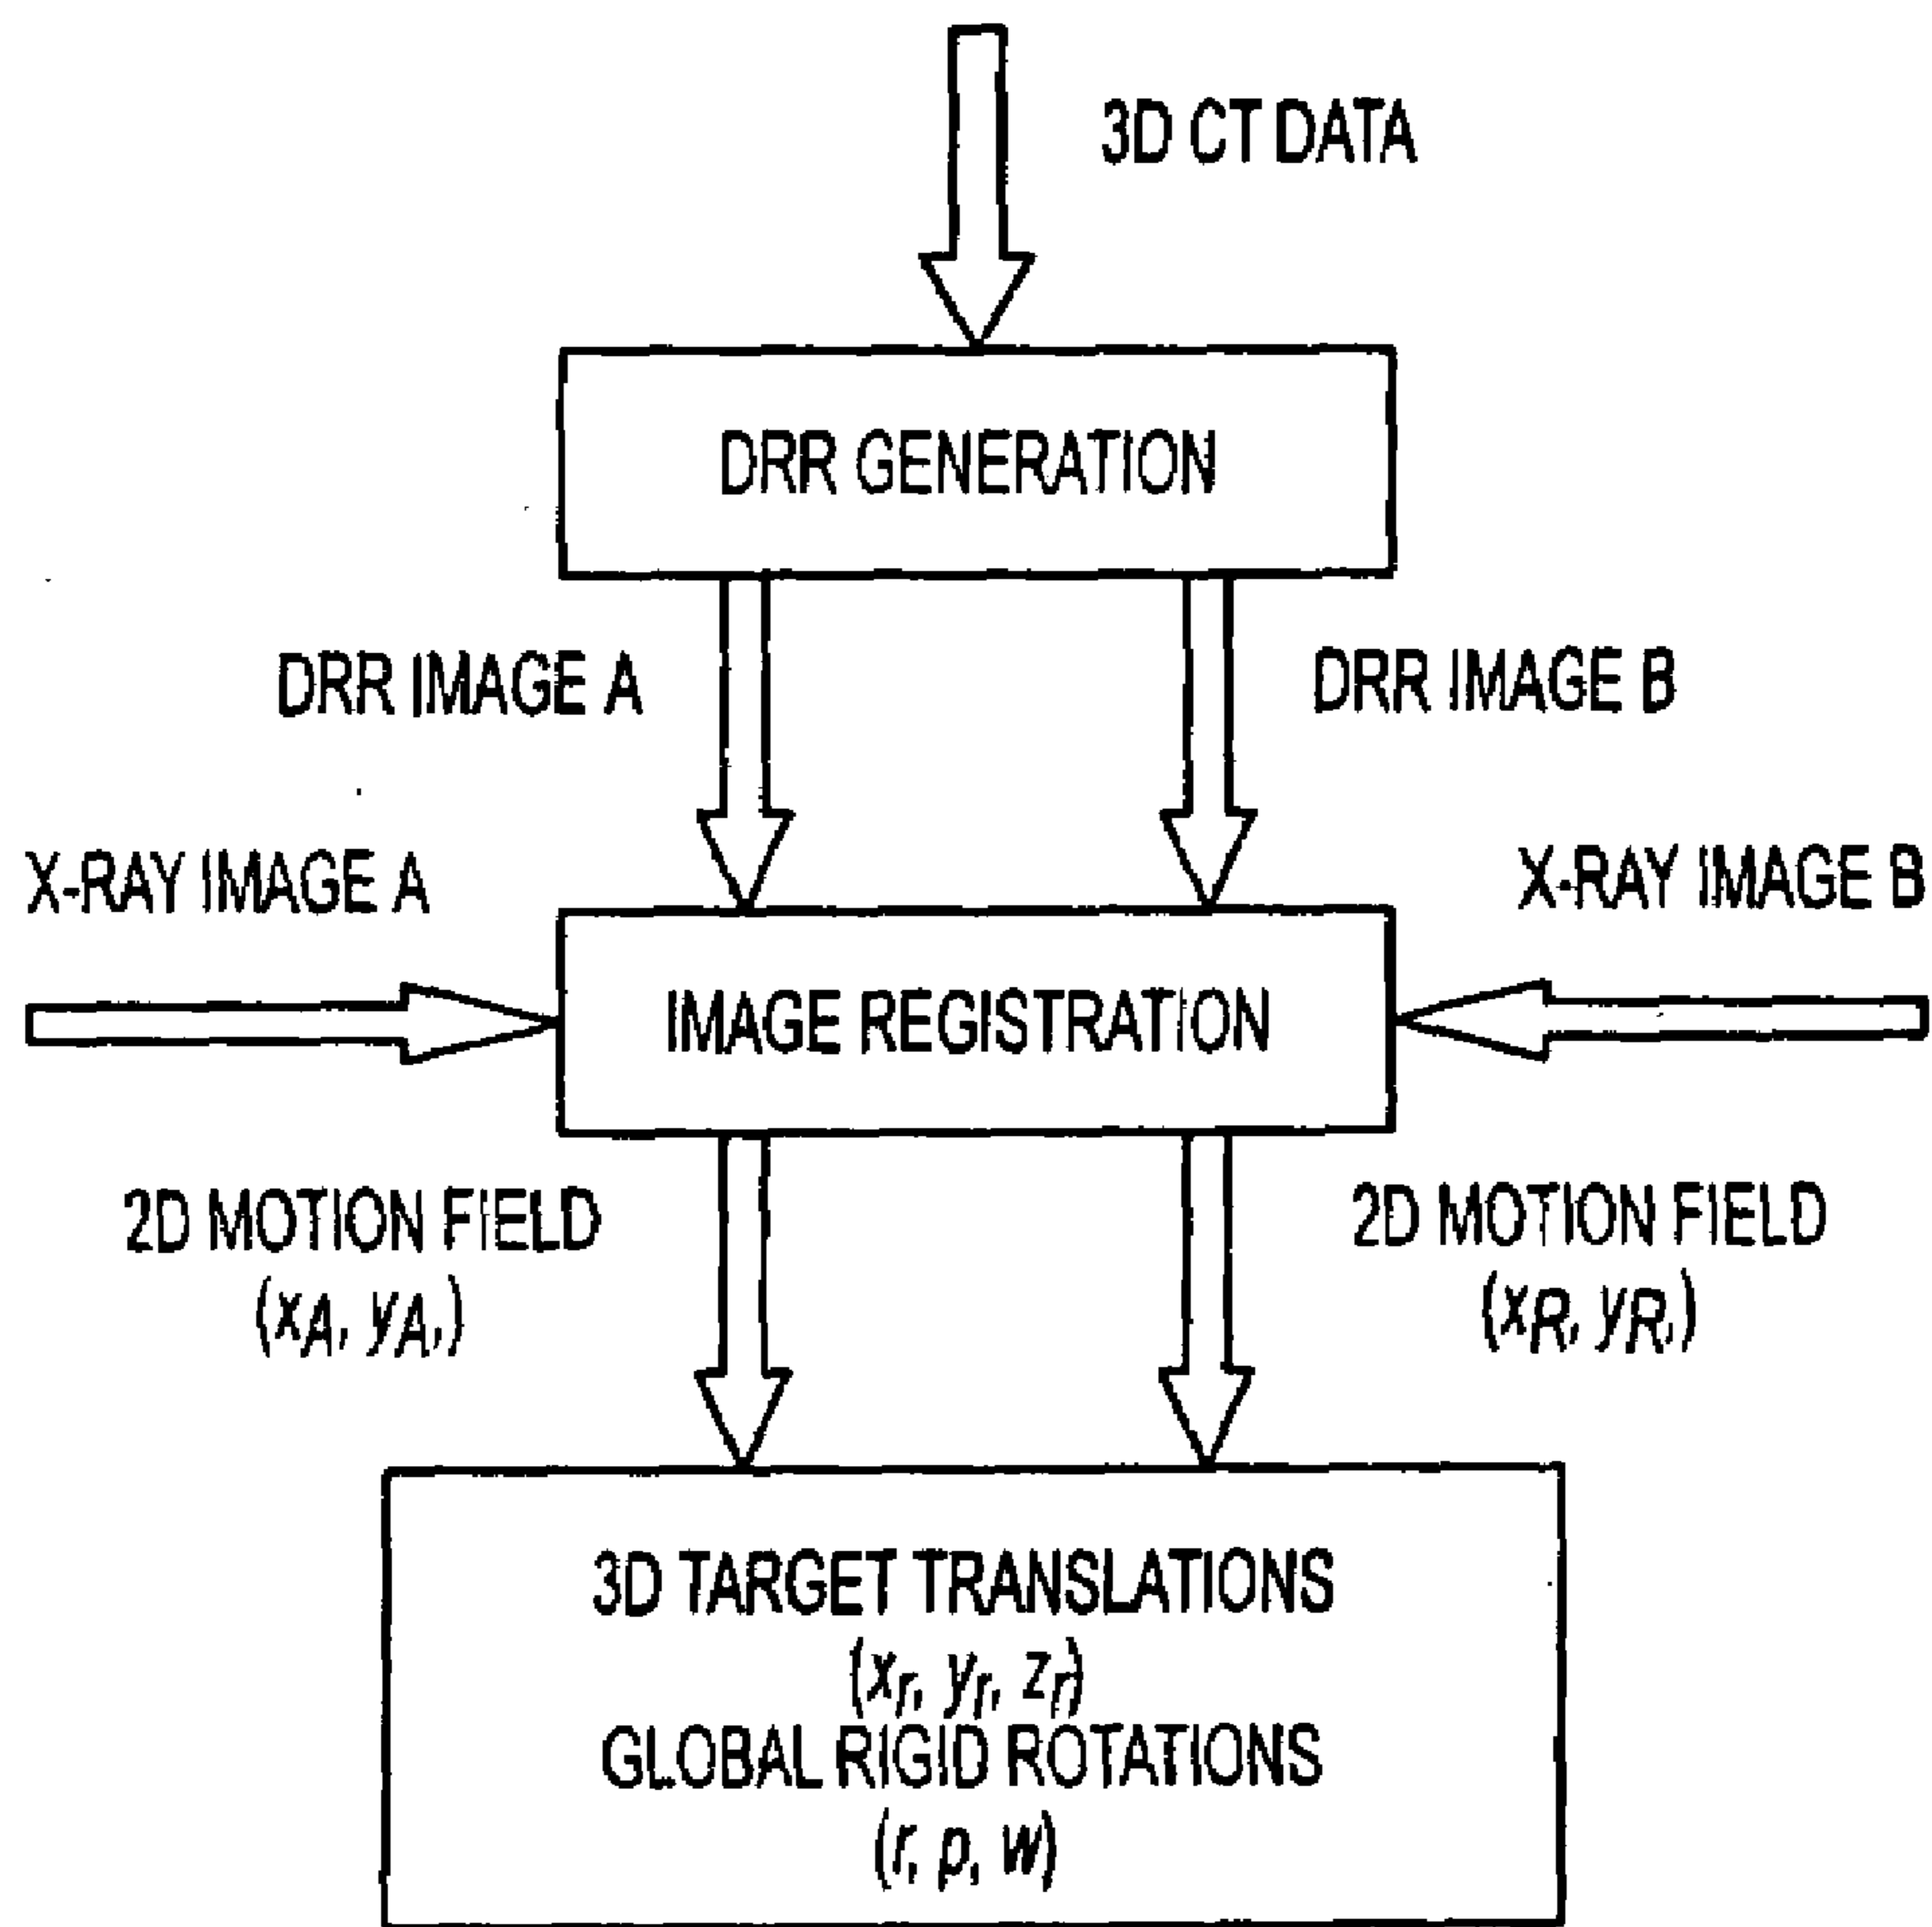 3D CT DATA
DRR GENERATION
DRR IMAGE A
DRR IMAGE B
X-RAY IMAGE A
X-RAY IMAGE B
IMAGE REGISTRATION
2D MOTION FIELD
(xA, yA,)
2D MOTION FIELD
(xR, yR,)
3D TARGET TRANSLATIONS
(xr, yr, zr)
GLOBAL RIGID ROTATIONS
(r, p, w)